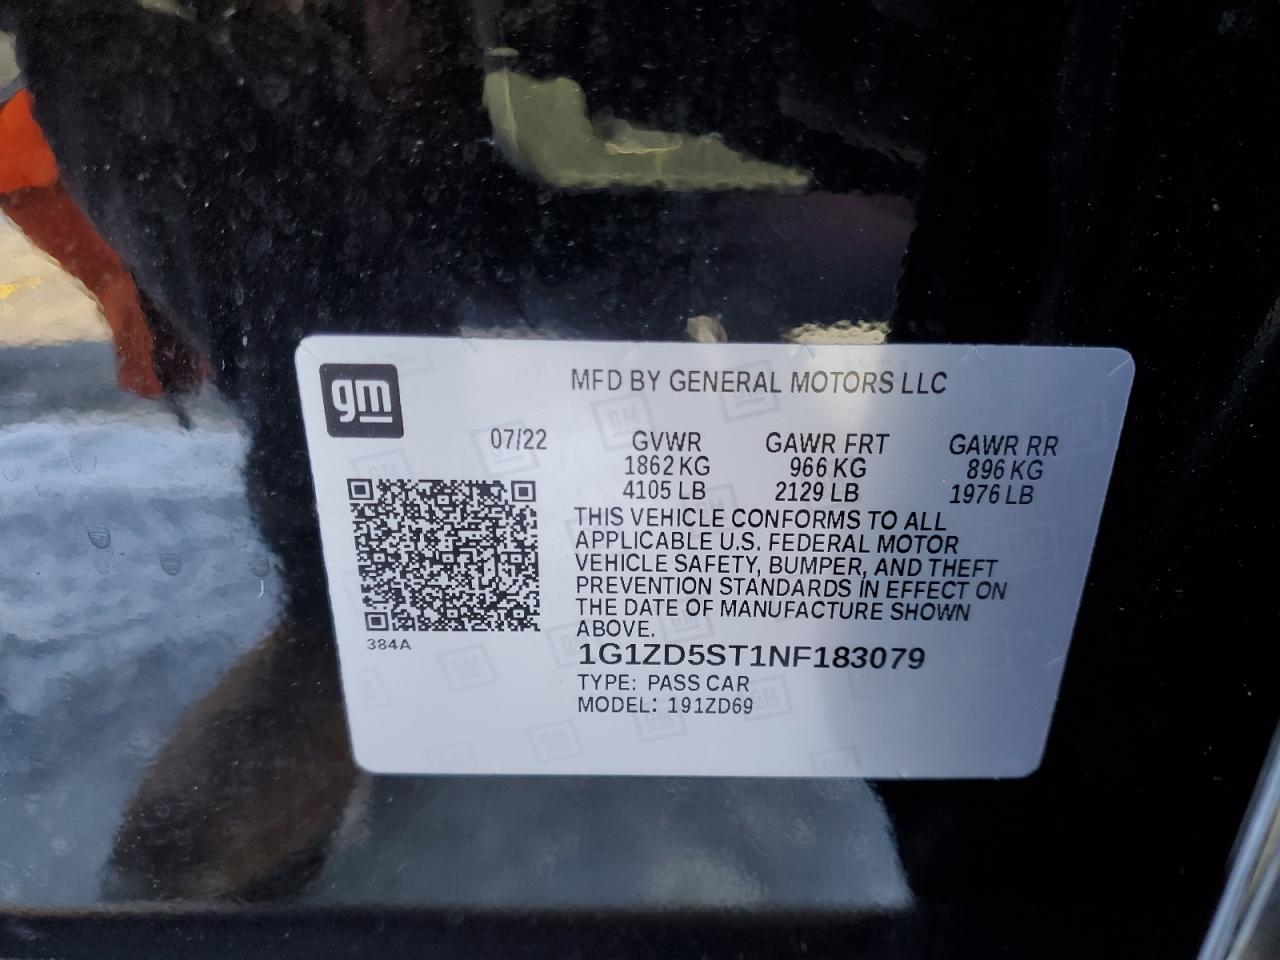 gm
MFD BY GENERAL MOTORS LLC
07/22 GVWR GAWR FRT GAWR RR
1862 KG 966 KG 896 KG
4105 LB 2129 LB 1976 LB
THIS VEHICLE CONFORMS TO ALL
APPLICABLE U.S. FEDERAL MOTOR
VEHICLE SAFETY, BUMPER, AND THEFT
PREVENTION STANDARDS IN EFFECT ON
THE DATE OF MANUFACTURE SHOWN
ABOVE.
384A
1G1ZD5ST1NF183079
TYPE: PASS CAR
MODEL: 191ZD69